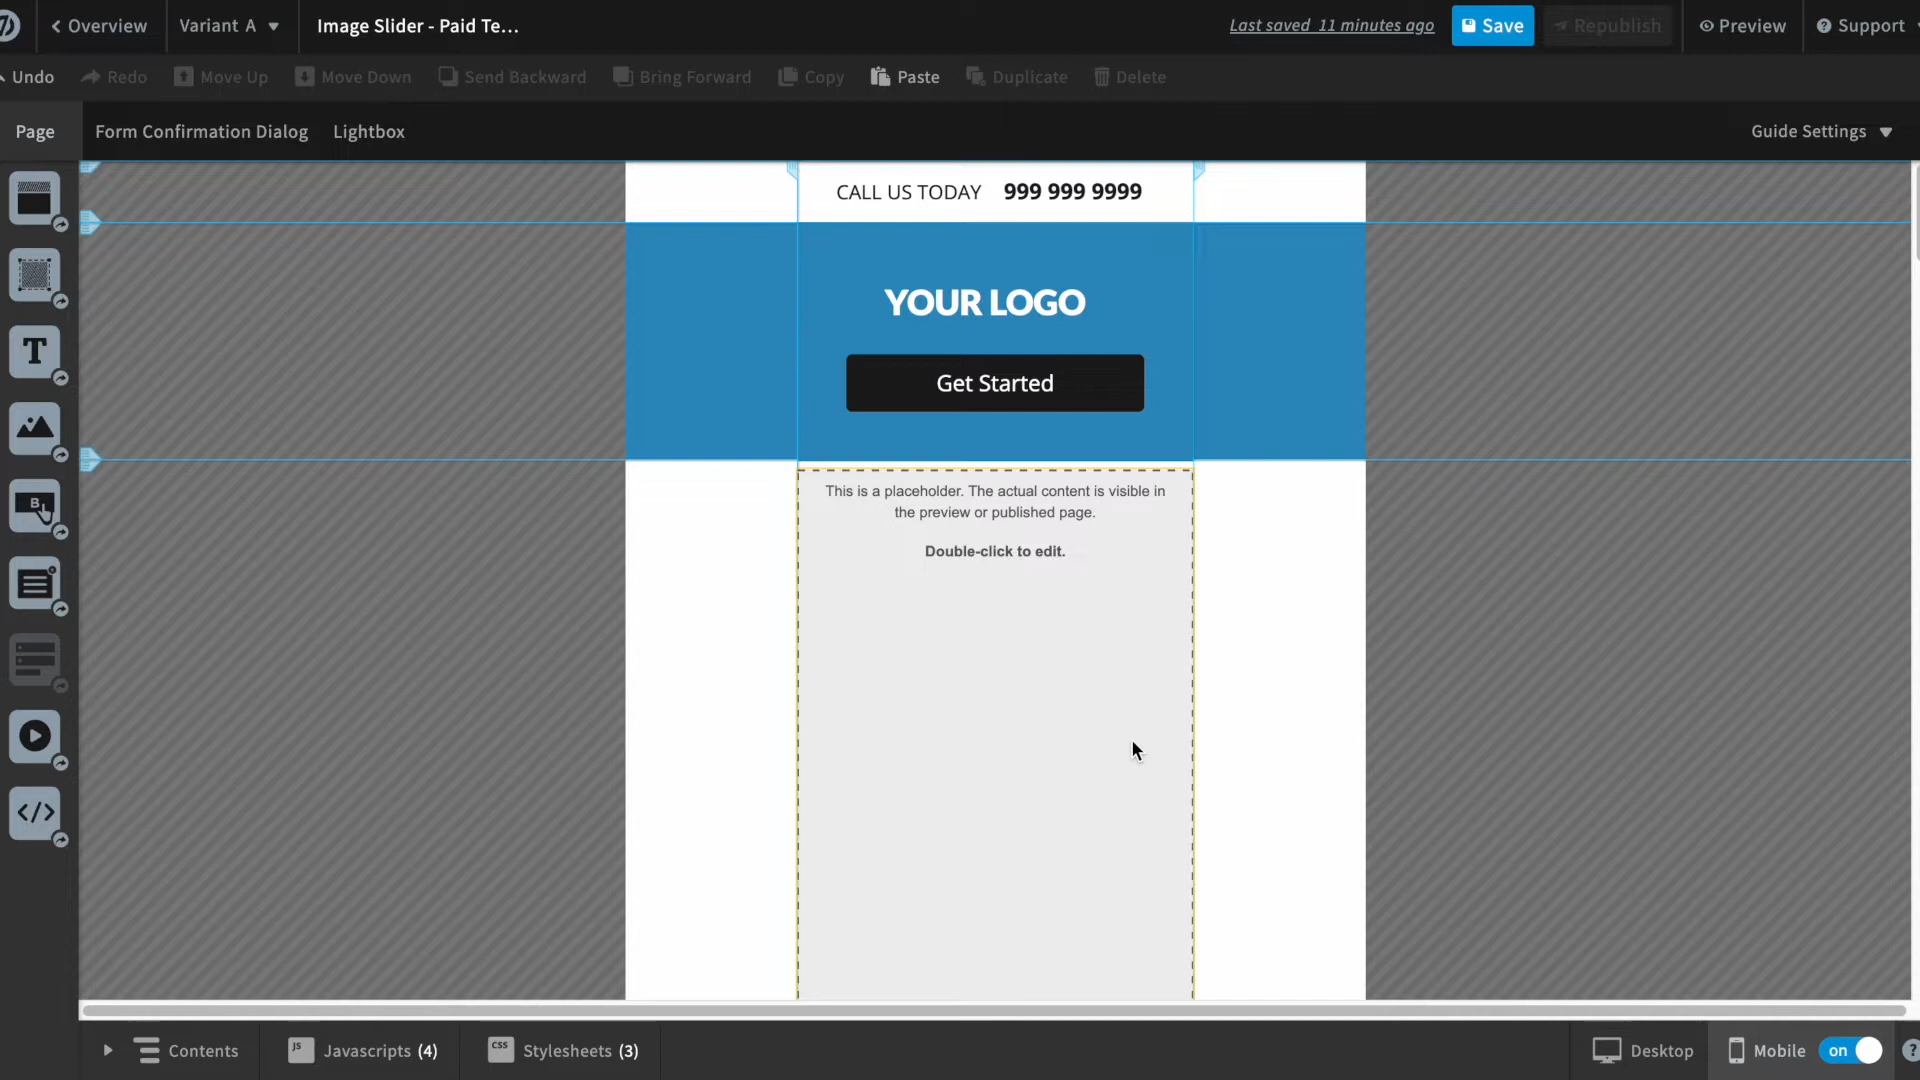 Overview
Variant A
Image Slider - Paid Te...
Last saved 11 minutes ago
Save
Republish
Preview
Support
Undo
Redo
Move Up
Move Down
Send Backward
Bring Forward
Copy
Paste
Duplicate
Delete
Page
Form Confirmation Dialog
Lightbox
Guide Settings
CALL US TODAY 999 999 9999
YOUR LOGO
Get Started
This is a placeholder. The actual content is visible in
the preview or published page.
Double-click to edit.
T
B
</>
Contents
JS
Javascripts (4)
CSS
Stylesheets (3)
Desktop
Mobile
on
?